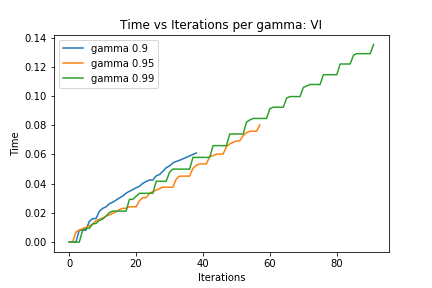 Time vs Iterations per gamma: VI
gamma 0.9
gamma 0.95
gamma 0.99
0.14
0.12
0.10
0.08
0.06
0.04
0.02
0.00
Time
0 20 40 60 80
Iterations